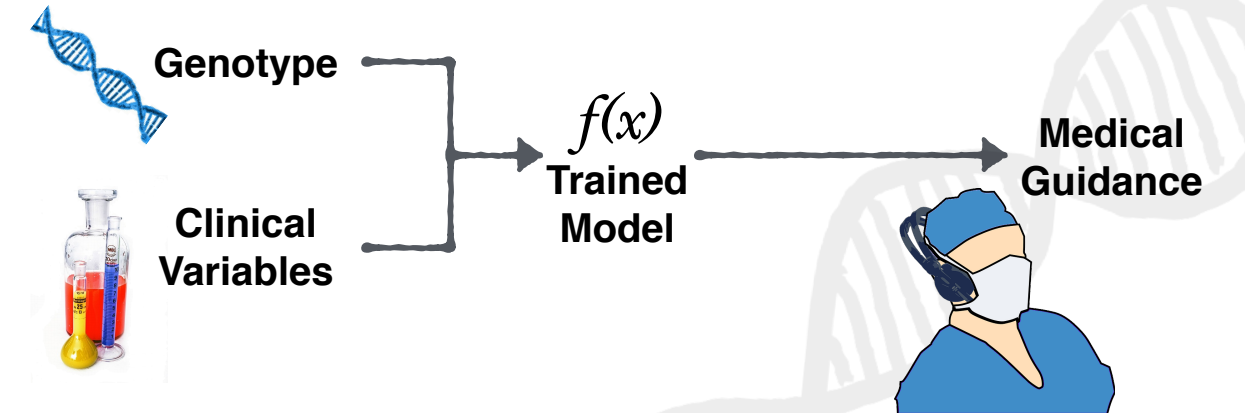 Genotype
Clinical
Variables
f(x)
Trained
Model
Medical
Guidance